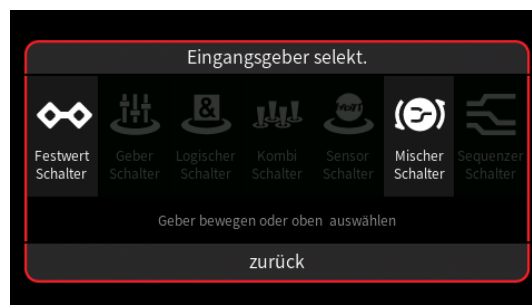 Eingangsgeber selekt.
&
MORT
Festwert Geber Logischer Kombi Sensor Mischer Sequenzer
Schalter Schalter Schalter Schalter Schalter Schalter Schalter
Geber bewegen oder oben auswählen
zurück